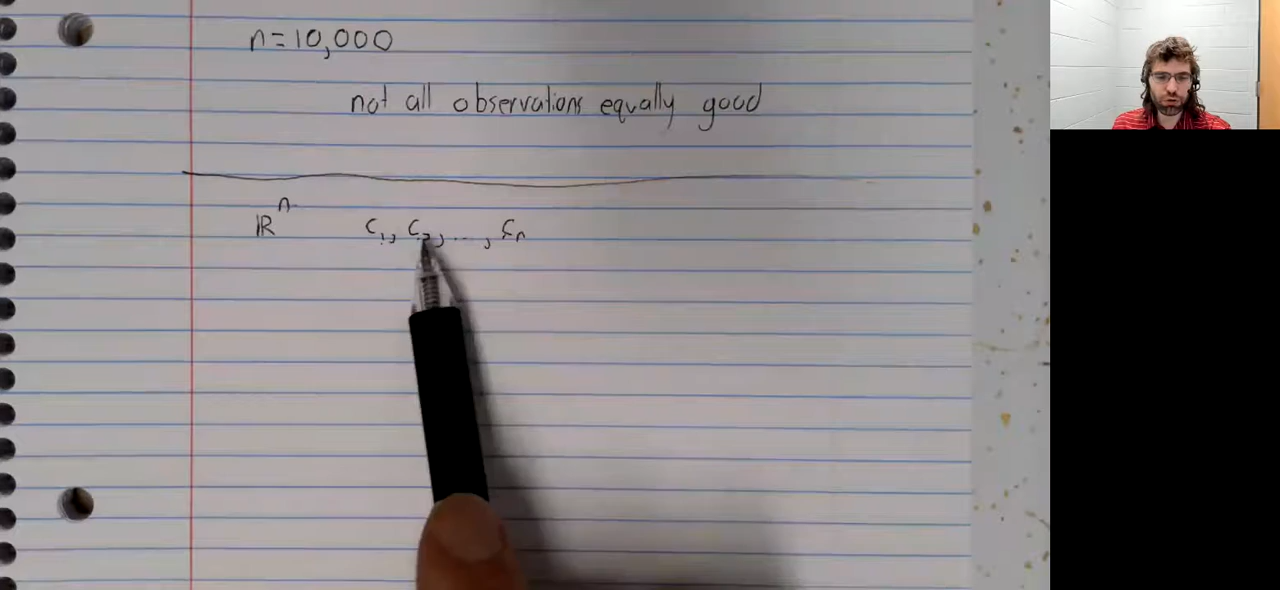 n=10,000
not all observations equally good
ℝⁿ C₁, C₂, ..., Cₙ